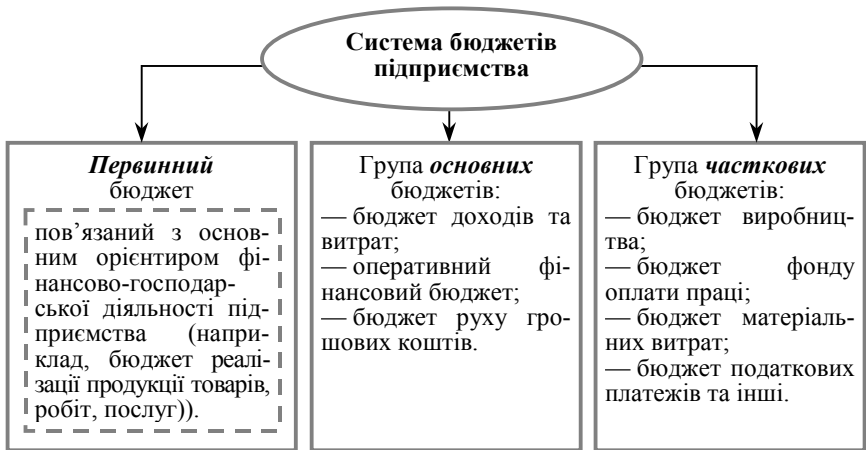 Система бюджетів
підприємства
Первинний
бюджет
пов’язаний з основ-
ним орієнтиром фі-
нансово-господар-
ської діяльності під-
приємства (напри-
клад, бюджет реалі-
зації продукції товарів,
робіт, послуг)).
Група основних
бюджетів:
— бюджет доходів та
витрат;
— оперативний фі-
нансовий бюджет;
— бюджет руху гро-
шових коштів.
Група часткових
бюджетів:
— бюджет виробниц-
тва;
— бюджет фонду
оплати праці;
— бюджет матеріаль-
них витрат;
— бюджет податкових
платежів та інші.